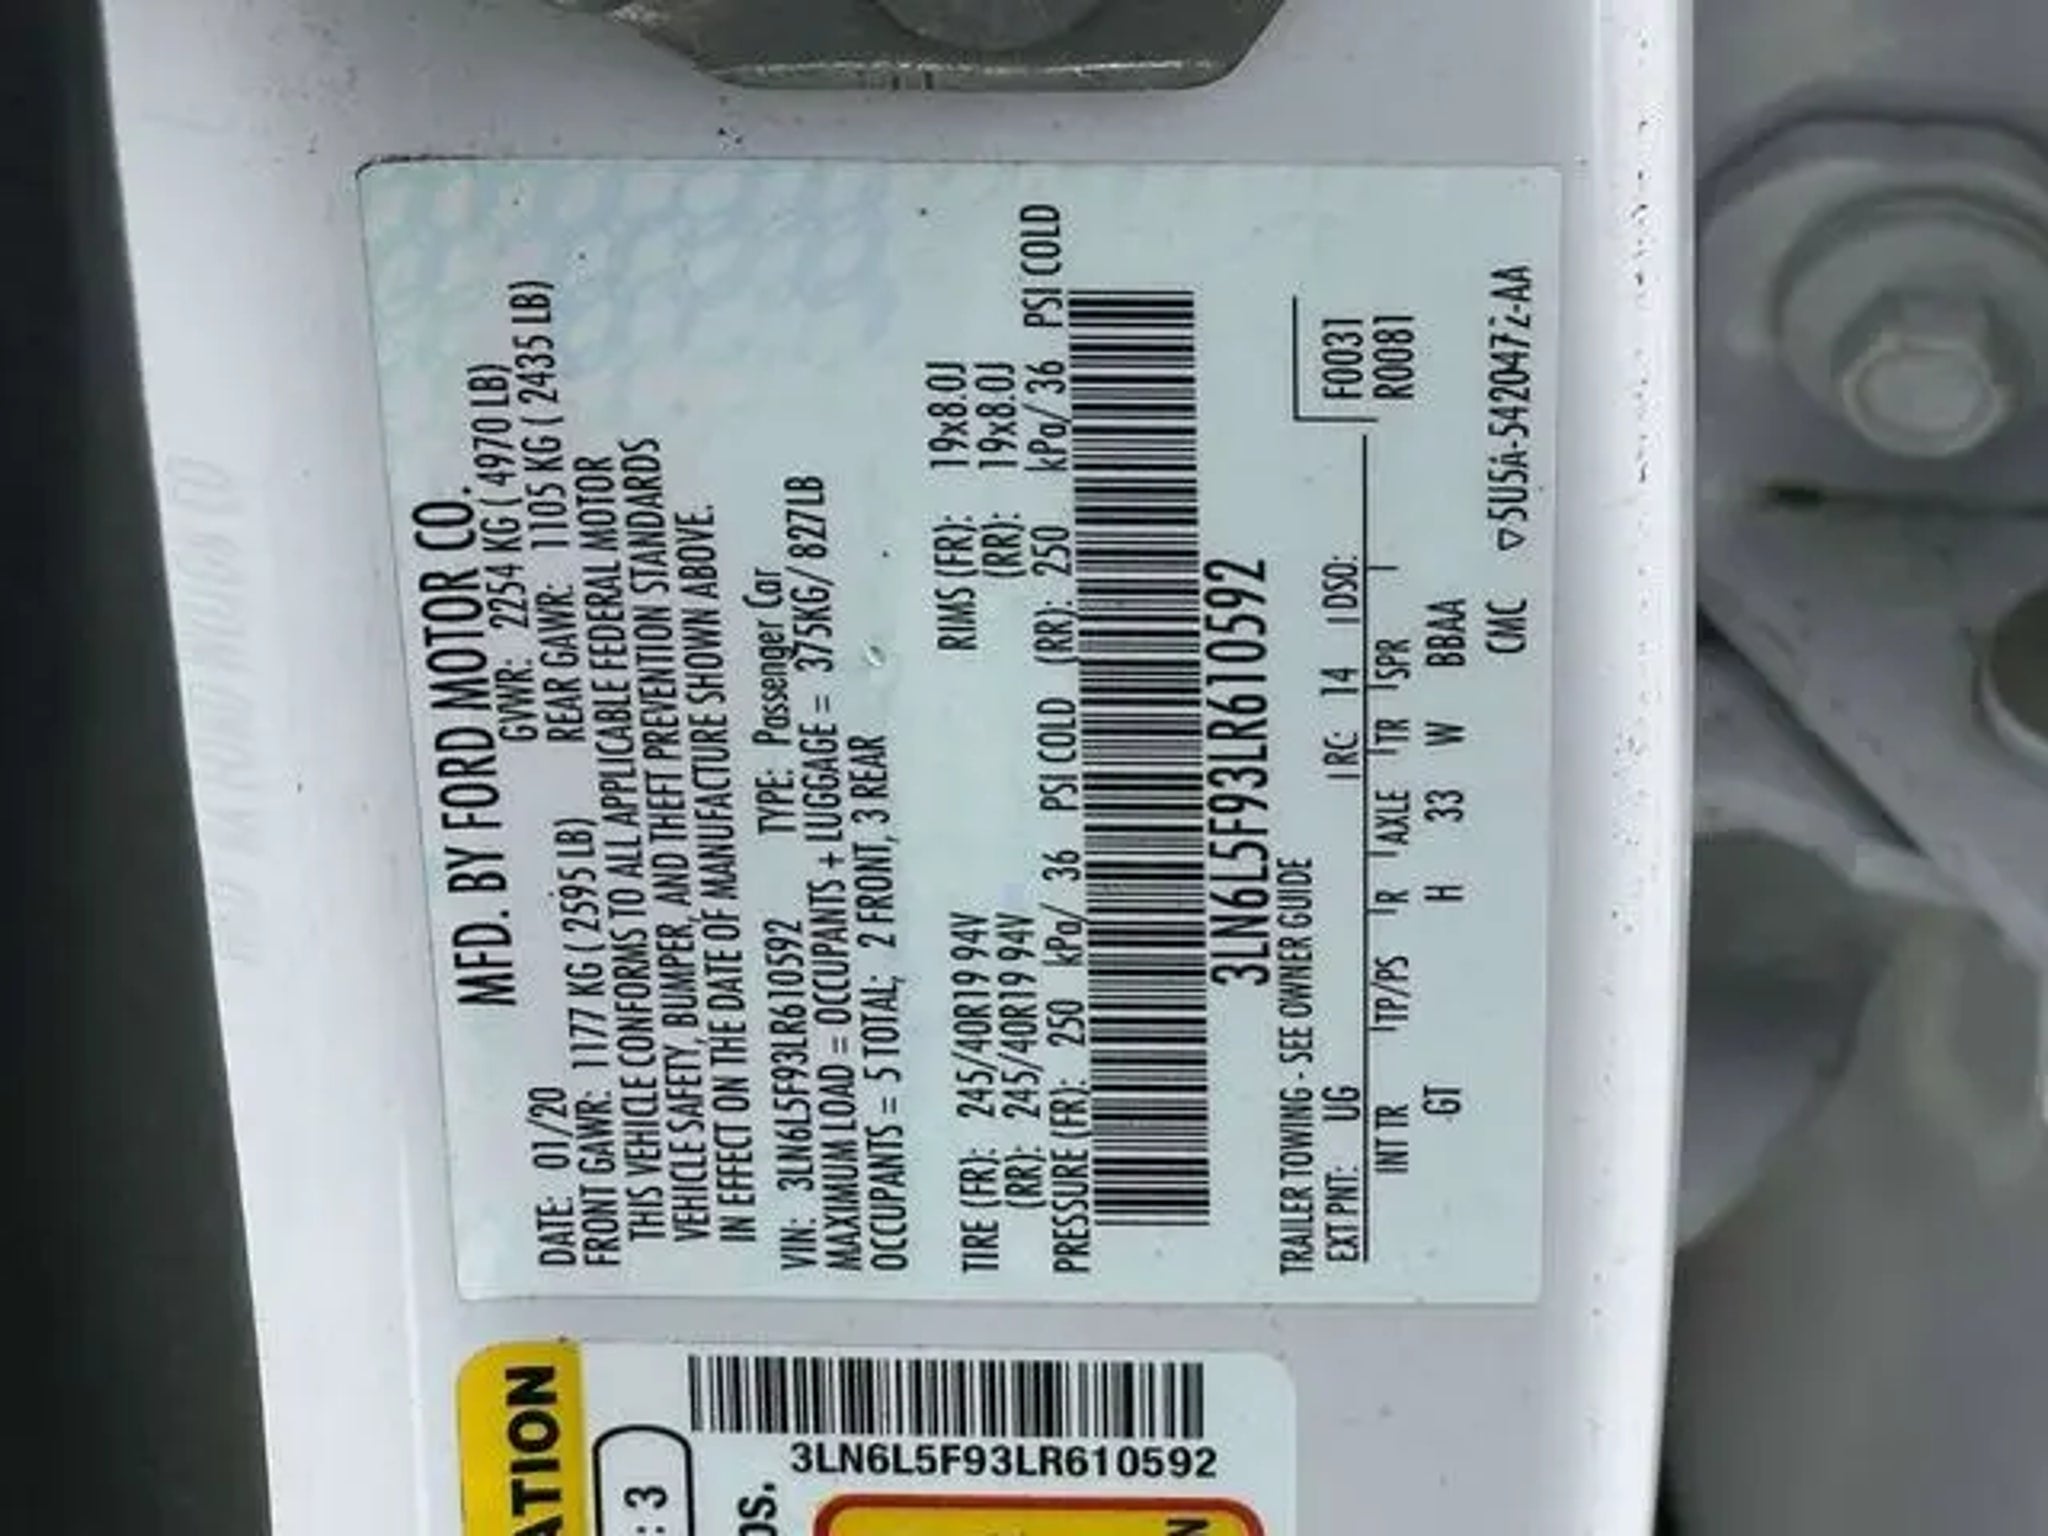 MFD. BY FORD MOTOR CO.
DATE: 01/20 GVWR: 2254 KG ( 4970 LB)
FRONT GAWR: 1177 KG ( 2595 LB) REAR GAWR: 1105 KG ( 2435 LB)
THIS VEHICLE CONFORMS TO ALL APPLICABLE FEDERAL MOTOR
VEHICLE SAFETY, BUMPER, AND THEFT PREVENTION STANDARDS
IN EFFECT ON THE DATE OF MANUFACTURE SHOWN ABOVE.
VIN: 3LN6L5F93LR610592 TYPE: Passenger Car
MAXIMUM LOAD = OCCUPANTS + LUGGAGE = 375KG/ 827LB
OCCUPANTS = 5 TOTAL; 2 FRONT, 3 REAR
TIRE (FR): 245/40R19 94V RIMS (FR): 19x8.0J
(RR): 245/40R19 94V (RR): 19x8.0J
PRESSURE (FR): 250 kPa/ 36 PSI COLD (RR): 250 kPa/ 36 PSI COLD
3LN6L5F93LR610592
TRAILER TOWING - SEE OWNER GUIDE
EXT PNT: UG RC: 14 DSO: F0031
INT TR TP/PS R AXLE TR SPR R0081
GT H 33 W BBAA
CMC ▽5U5A-5420472-AA
ATION
: 3
3LN6L5F93LR610592
OS.
N